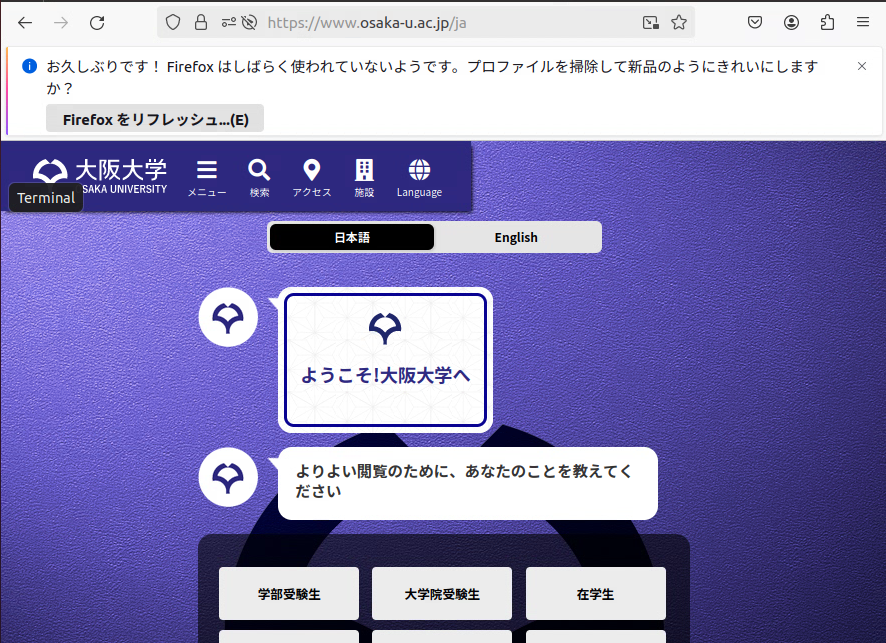 https://www.osaka-u.ac.jp/ja
お久しぶりです！ Firefox はしばらく使われていないようです。プロファイルを掃除して新品のようにきれいにします
か？
Firefox をリフレッシュ...(E)
大阪大学
SAKA UNIVERSITY
メニュー
検索
アクセス
施設
Language
Terminal
日本語
English
ようこそ!大阪大学へ
よりよい閲覧のために、あなたのことを教えてく
ださい
学部受験生
大学院受験生
在学生